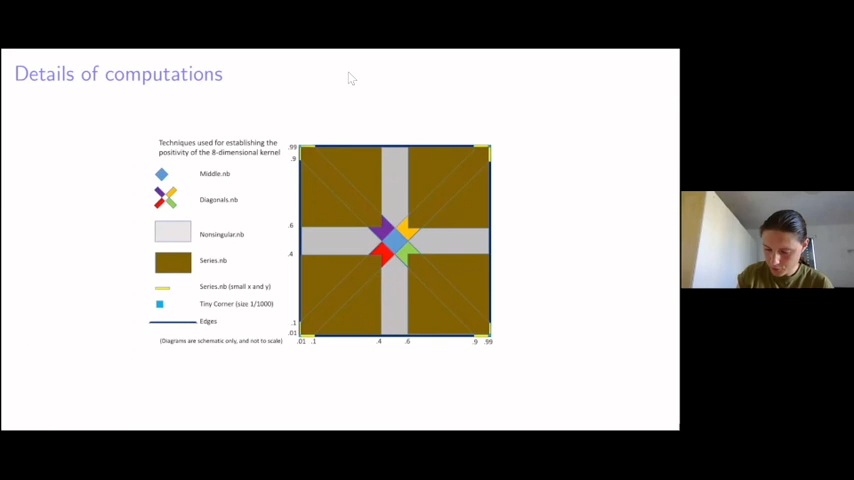 Details of computations
Techniques used for establishing the
positivity of the 8-dimensional kernel
Middle.nb
Diagonals.nb
Nonsingular.nb
Series.nb
Series.nb (small x and y)
Tiny Corner (size 1/1000)
Edges
(Diagrams are schematic only, and not to scale)
.99
.9
.6
.4
.1
.01
.01 .1 .4 .6 .9 .99